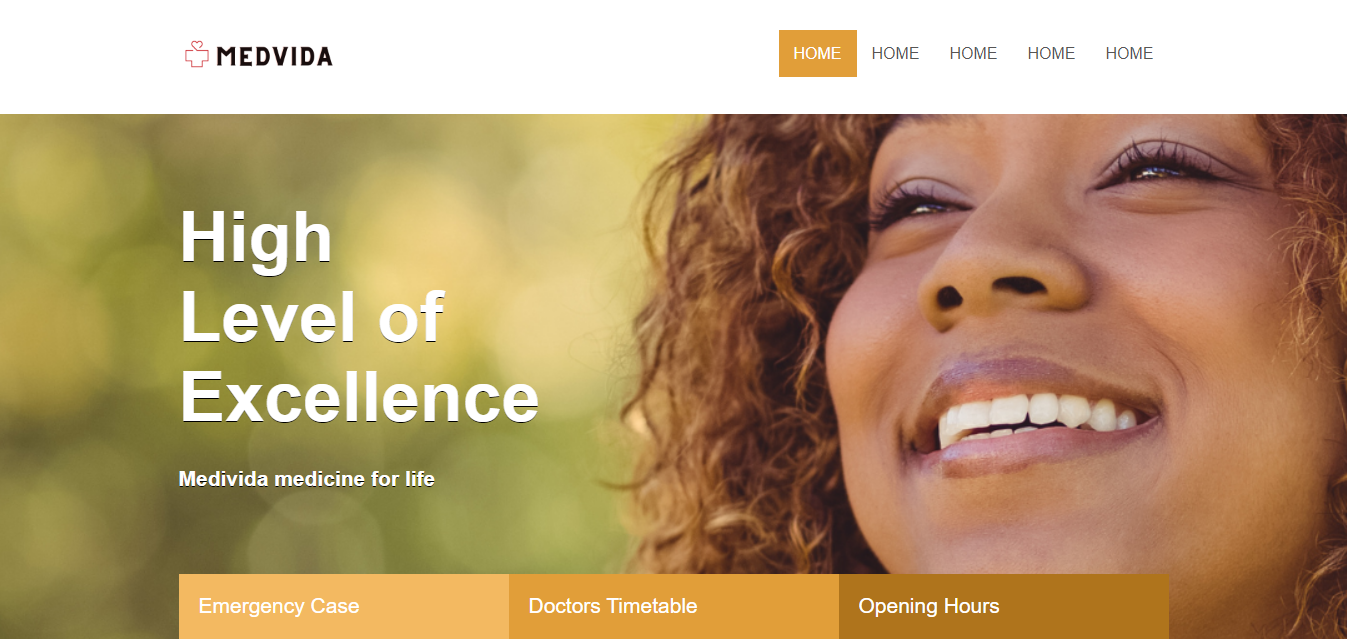 MEDVIDA
HOME HOME HOME HOME HOME
High
Level of
Excellence
Medivida medicine for life
Emergency Case
Doctors Timetable
Opening Hours